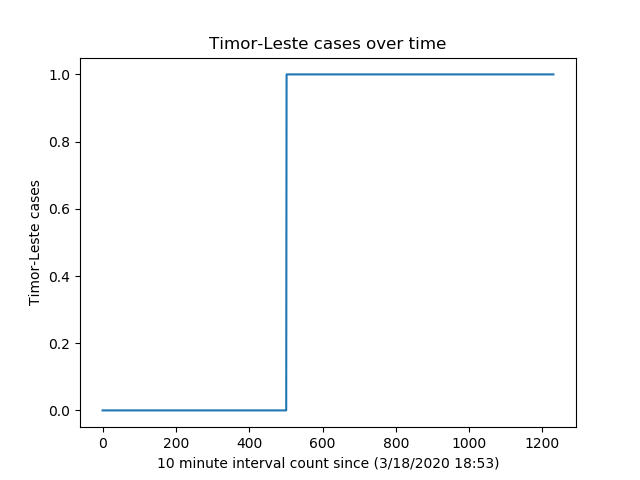 Timor-Leste cases over time
1.0
0.8
0.6
0.4
0.2
0.0
Timor-Leste cases
0 200 400 600 800 1000 1200
10 minute interval count since (3/18/2020 18:53)